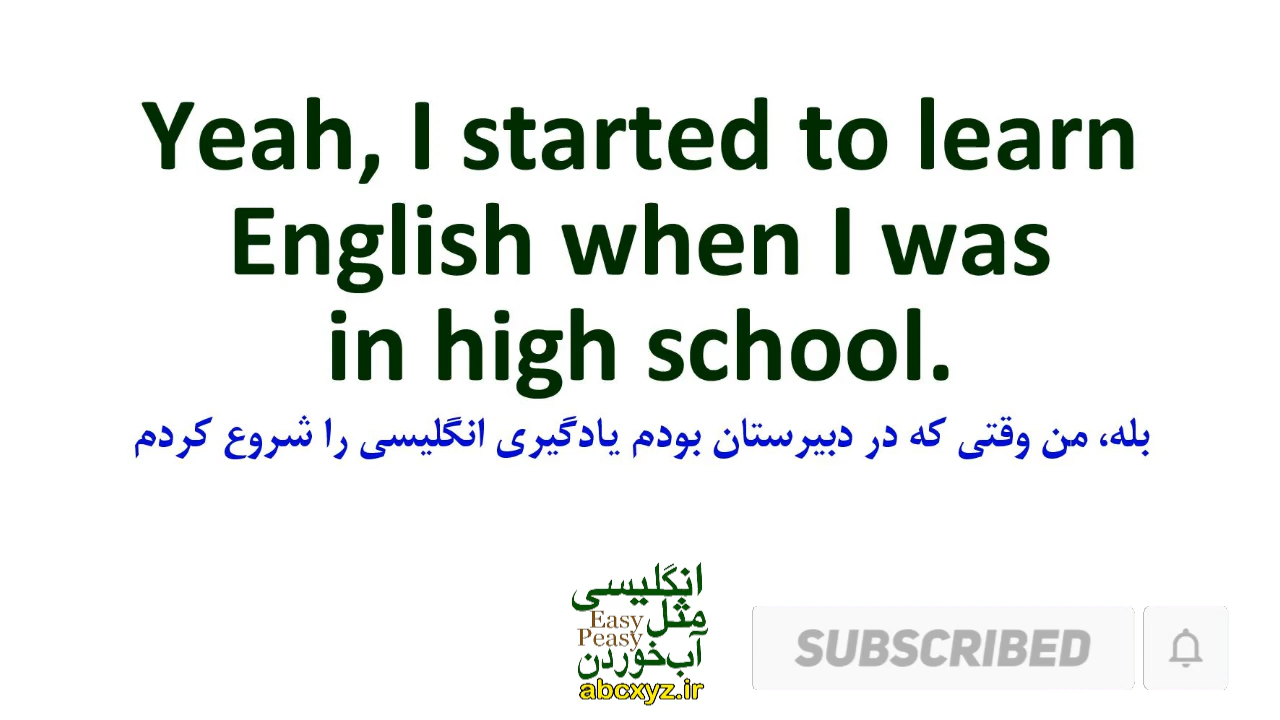 Yeah, I started to learn
English when I was
in high school.
بله، من وقتی که در دبیرستان بودم یادگیری انگلیسی را شروع کردم
انگلیسی
مثل
Easy
Peasy
آب‌خوردن
abcxyz.ir
SUBSCRIBED